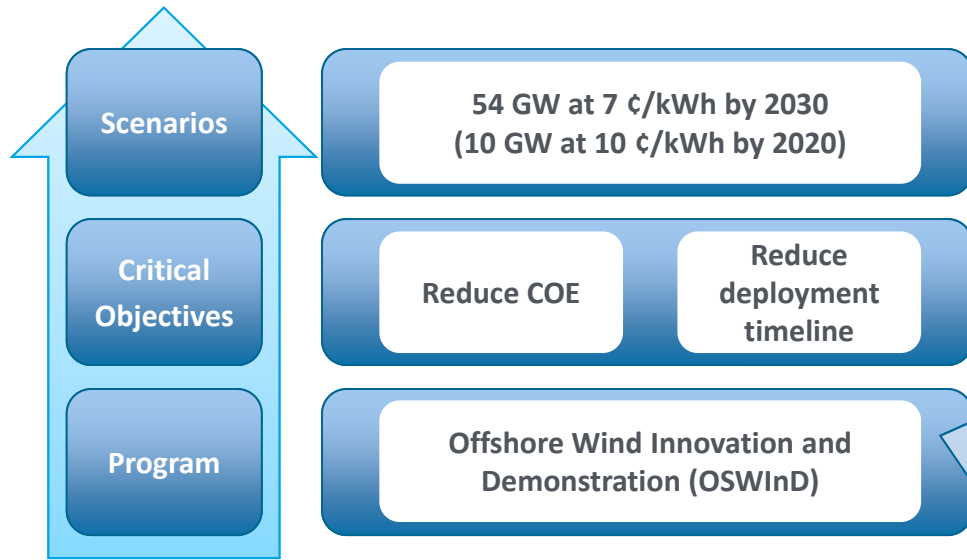 Scenarios
54 GW at 7 ¢/kWh by 2030
(10 GW at 10 ¢/kWh by 2020)
Critical
Objectives
Reduce COE
Reduce
deployment
timeline
Program
Offshore Wind Innovation and
Demonstration (OSWInD)